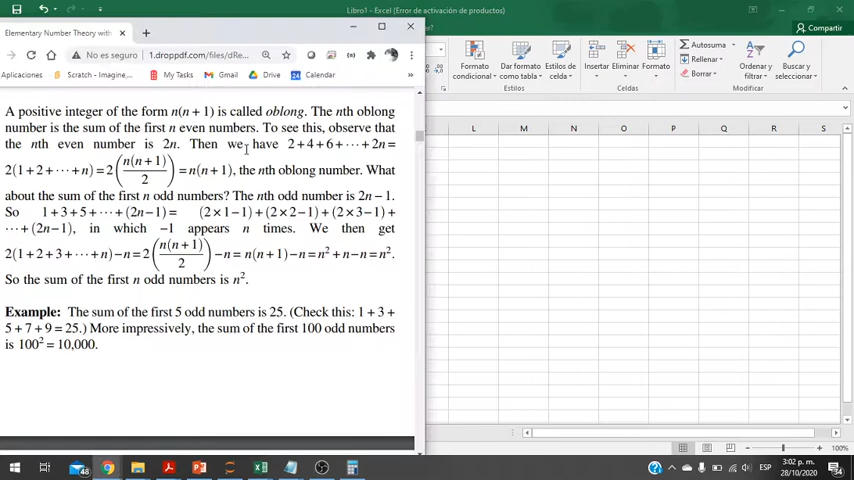 Libro1 - Excel (Error de activación de productos)
Elementary Number Theory with
No es seguro | 1.droppdf.com/files/dRe...
Compartir
Aplicaciones Scratch - Imagine... My Tasks Gmail Drive 24 Calendar
Dar formato como tabla
Estilos de celda
Insertar Eliminar Formato
Autosuma
Rellenar
Borrar
Ordenar y filtrar
Buscar y seleccionar
Estilos
Celdas
Edición
L M N O P Q R S
A positive integer of the form n(n + 1) is called oblong. The nth oblong
number is the sum of the first n even numbers. To see this, observe that
the nth even number is 2n. Then we have 2+4+6+···+2n=
2(1+2+···+n)=2(n(n+1)/2)=n(n+1), the nth oblong number. What
about the sum of the first n odd numbers? The nth odd number is 2n−1.
So 1+3+5+···+(2n−1)= (2×1−1)+(2×2−1)+(2×3−1)+
···+(2n−1), in which −1 appears n times. We then get
2(1+2+3+···+n)−n=2(n(n+1)/2)−n=n(n+1)−n=n²+n−n=n².
So the sum of the first n odd numbers is n².
Example: The sum of the first 5 odd numbers is 25. (Check this: 1+3+
5+7+9=25.) More impressively, the sum of the first 100 odd numbers
is 100²=10,000.
100%
48
ESP
3:02 p. m.
28/10/2020
34